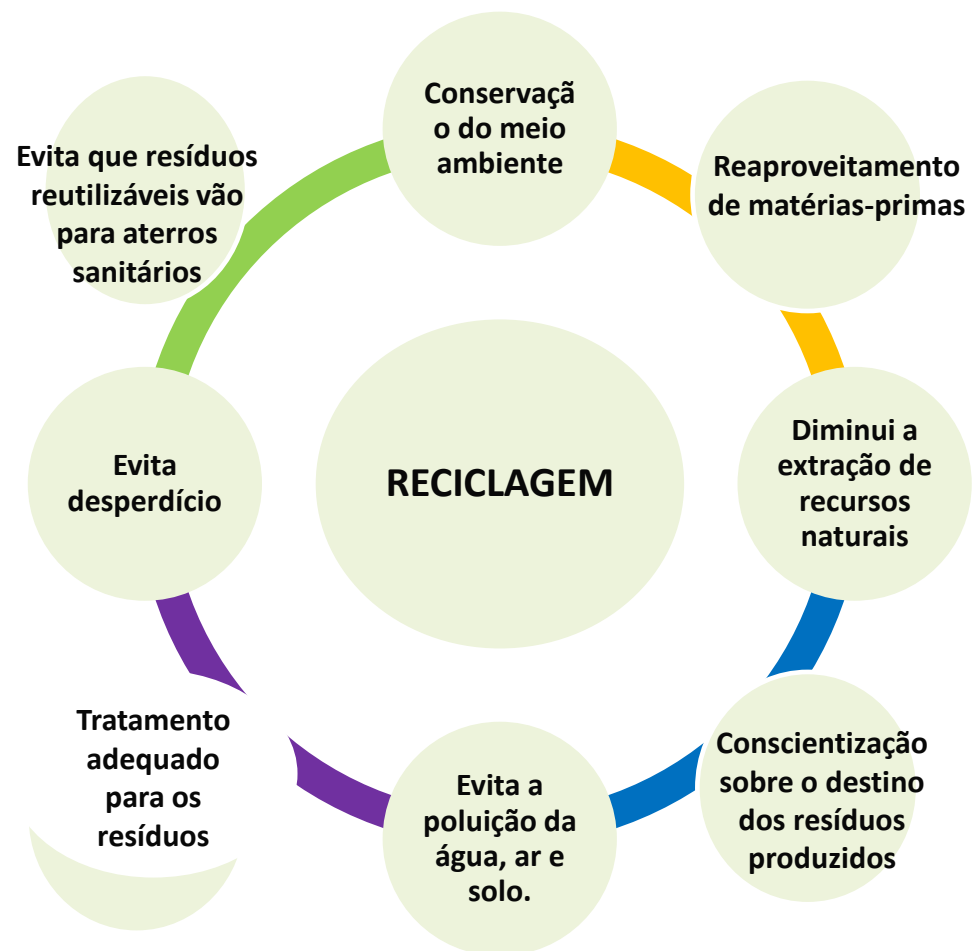 Conservaçã
o do meio
ambiente
Reaproveitamento
de matérias-primas
Diminui a
extração de
recursos
naturais
Conscientização
sobre o destino
dos resíduos
produzidos
Evita a
poluição da
água, ar e
solo.
Tratamento
adequado
para os
resíduos
Evita
desperdício
Evita que resíduos
reutilizáveis vão
para aterros
sanitários
RECICLAGEM